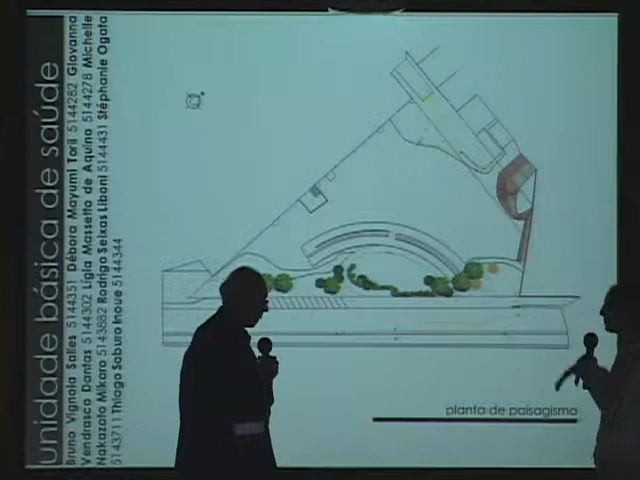 unidade básica de saúde
Bruno Vignola Salles 5144351 Débora Mayumi Toril 5144282 Giovanna
Vendrasco Dantas 5144302 Lígia Massetto de Aquino 5144278 Michelle
Nakazato Mikaro 5143882 Rodrigo Seixas Libani 5144431 Stéphanie Ogata
5143711 Thiago Saburo Inoue 5144344
planta de paisagismo